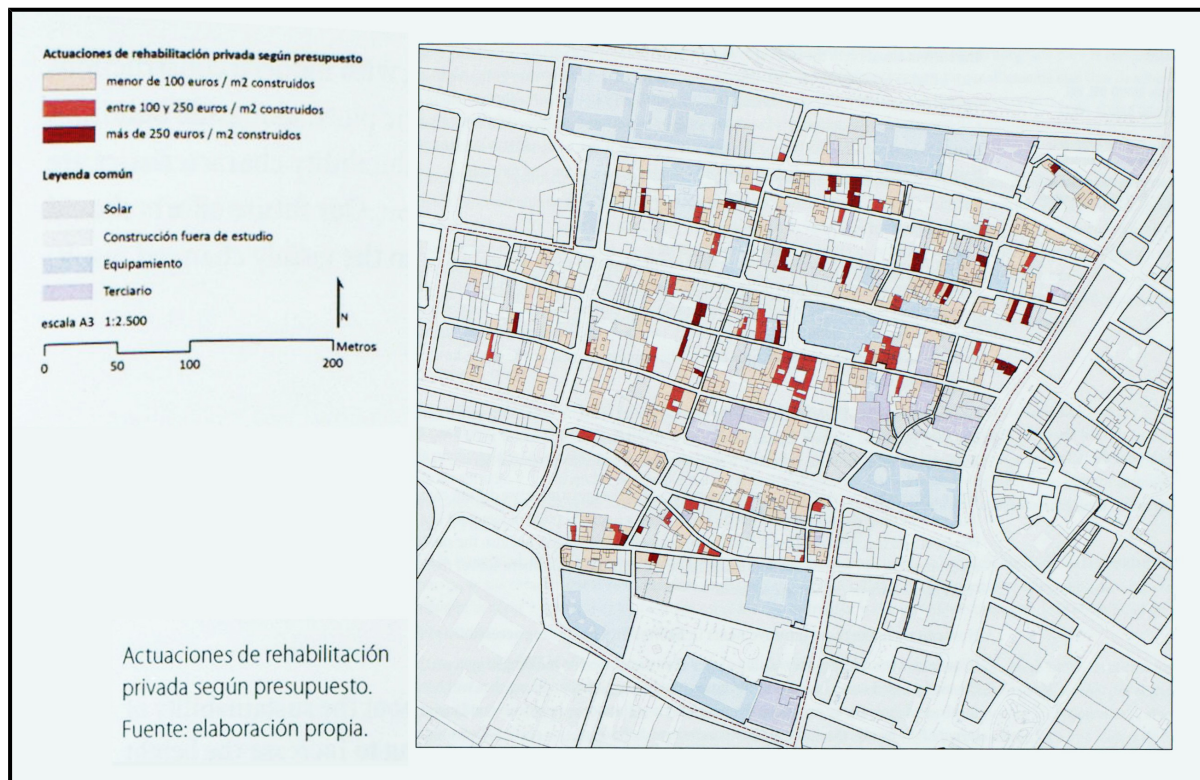 Actuaciones de rehabilitación privada según presupuesto
menor de 100 euros / m2 construidos
entre 100 y 250 euros / m2 construidos
más de 250 euros / m2 construidos
Leyenda común
Solar
Construcción fuera de estudio
Equipamiento
Terciario
escala A3 1:2.500
N
Metros
0 50 100 200
Actuaciones de rehabilitación
privada según presupuesto.
Fuente: elaboración propia.